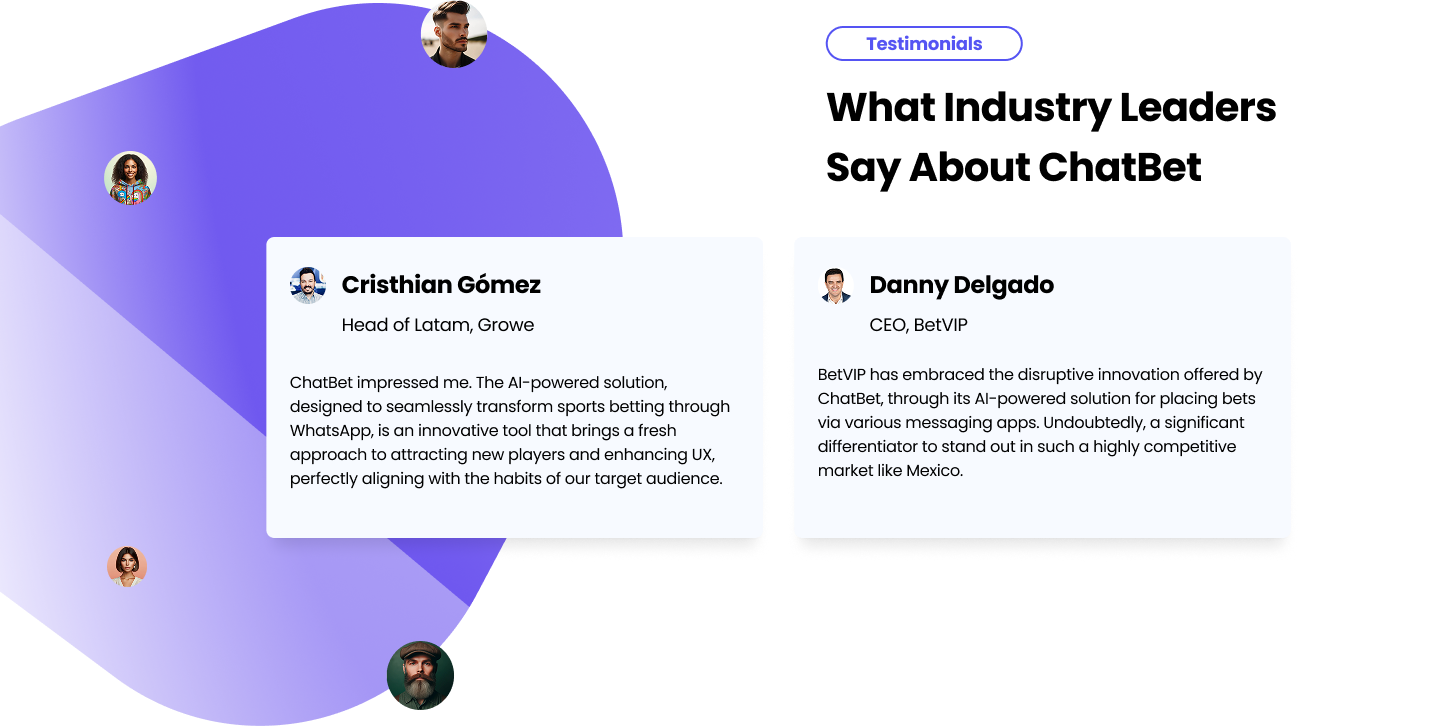 Testimonials
What Industry Leaders
Say About ChatBet
Cristhian Gómez
Head of Latam, Growe
ChatBet impressed me. The AI-powered solution,
designed to seamlessly transform sports betting through
WhatsApp, is an innovative tool that brings a fresh
approach to attracting new players and enhancing UX,
perfectly aligning with the habits of our target audience.
Danny Delgado
CEO, BetVIP
BetVIP has embraced the disruptive innovation offered by
ChatBet, through its AI-powered solution for placing bets
via various messaging apps. Undoubtedly, a significant
differentiator to stand out in such a highly competitive
market like Mexico.